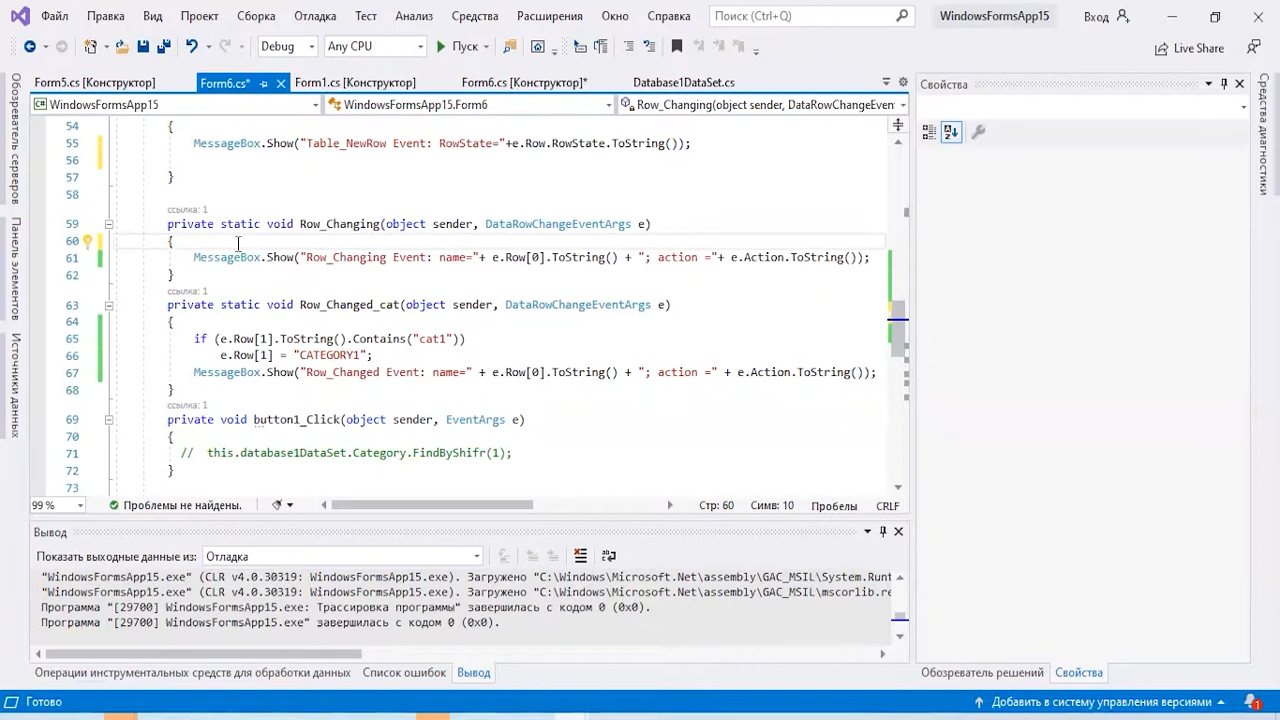 Файл Правка Вид Проект Сборка Отладка Тест Анализ Средства Расширения Окно Справка Поиск (Ctrl+Q) WindowsFormsApp15 Вход
Debug Any CPU Пуск Live Share
Form5.cs [Конструктор] Form6.cs* Form1.cs [Конструктор] Form6.cs [Конструктор]* Database1DataSet.cs
WindowsFormsApp15 WindowsFormsApp15.Form6 Row_Changing(object sender, DataRowChangeEven
54 {
55 MessageBox.Show("Table_NewRow Event: RowState="+e.Row.RowState.ToString());
56
57 }
58
ссылка: 1
59 private static void Row_Changing(object sender, DataRowChangeEventArgs e)
60 {
61 MessageBox.Show("Row_Changing Event: name="+ e.Row[0].ToString() + "; action ="+ e.Action.ToString());
62 }
ссылка: 1
63 private static void Row_Changed_cat(object sender, DataRowChangeEventArgs e)
64 {
65 if (e.Row[1].ToString().Contains("cat1"))
66 e.Row[1] = "CATEGORY1";
67 MessageBox.Show("Row_Changed Event: name=" + e.Row[0].ToString() + "; action =" + e.Action.ToString());
68 }
ссылка: 1
69 private void button1_Click(object sender, EventArgs e)
70 {
71 // this.database1DataSet.Category.FindByShifr(1);
72 }
73
99 % Проблемы не найдены. Стр: 60 Симв: 10 Пробелы CRLF
Вывод
Показать выходные данные из: Отладка
"WindowsFormsApp15.exe" (CLR v4.0.30319: WindowsFormsApp15.exe). Загружено "C:\Windows\Microsoft.Net\assembly\GAC_MSIL\System.Runt
"WindowsFormsApp15.exe" (CLR v4.0.30319: WindowsFormsApp15.exe). Загружено "C:\Windows\Microsoft.Net\assembly\GAC_MSIL\mscorlib.re
Программа "[29700] WindowsFormsApp15.exe: Трассировка программы" завершилась с кодом 0 (0x0).
Программа "[29700] WindowsFormsApp15.exe" завершилась с кодом 0 (0x0).
Операции инструментальных средств для обработки данных Список ошибок Вывод
Обозреватель серверов
Панель элементов
Источники данных
Свойства
Обозреватель решений Свойства
Средства диагностики
Готово Добавить в систему управления версиями 1